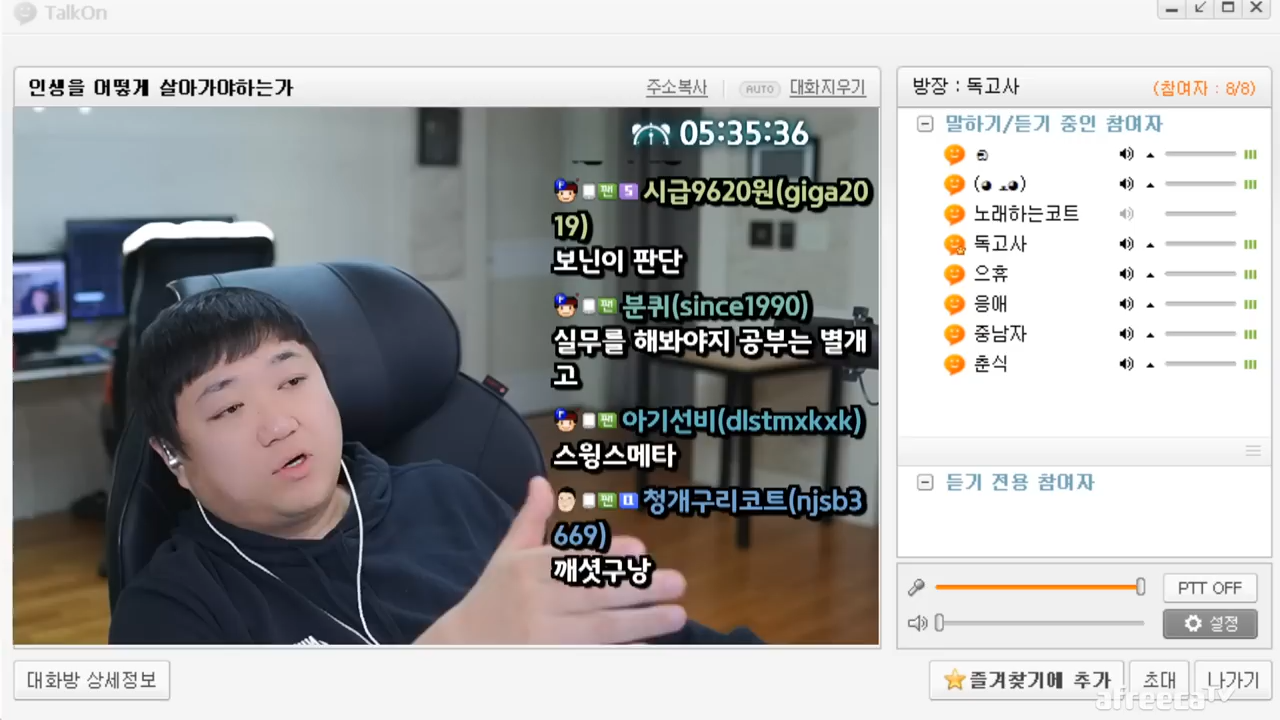 TalkOn
인생을 어떻게 살아가야하는가
주소복사
AUTO
대화지우기
05:35:36
팬 S 시급9620원(giga20
19)
보닌이 판단
팬 분퀴(since1990)
실무를 해봐야지 공부는 별개
고
팬 아기선비(dlstmxkxk)
스윙스메타
팬 청개구리코트(njsb3
669)
깨셧구낭
방장 : 독고사
(참여자 : 8/8)
말하기/듣기 중인 참여자
노래하는코트
독고사
으휴
응애
중남자
춘식
듣기 전용 참여자
PTT OFF
설정
대화방 상세정보
즐겨찾기에 추가
초대
나가기
afreecaTV